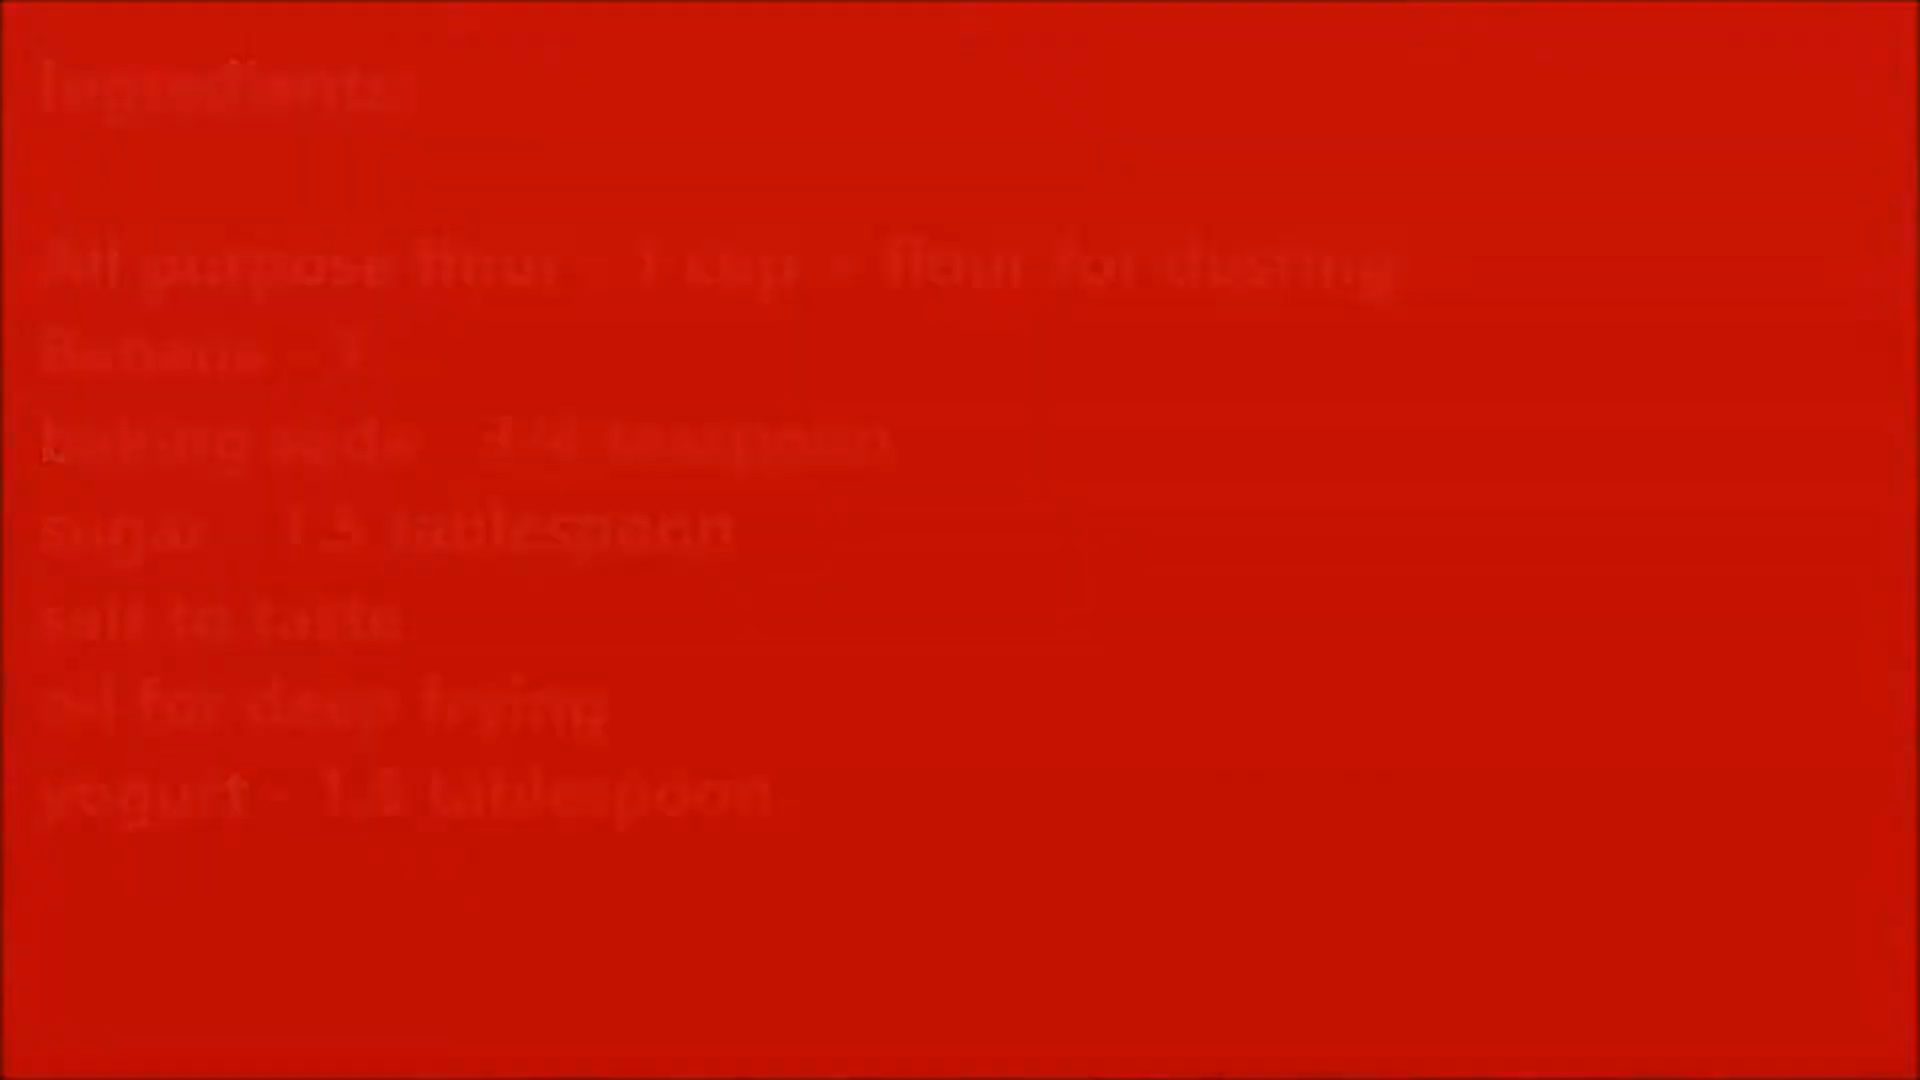 Ingredients:
All purpose flour - 1 cup + flour for dusting
Banana - 1
baking soda - 1/4 teaspoon
sugar - 1.5 tablespoon
salt to taste
oil for deep frying
yogurt - 1.5 tablespoon